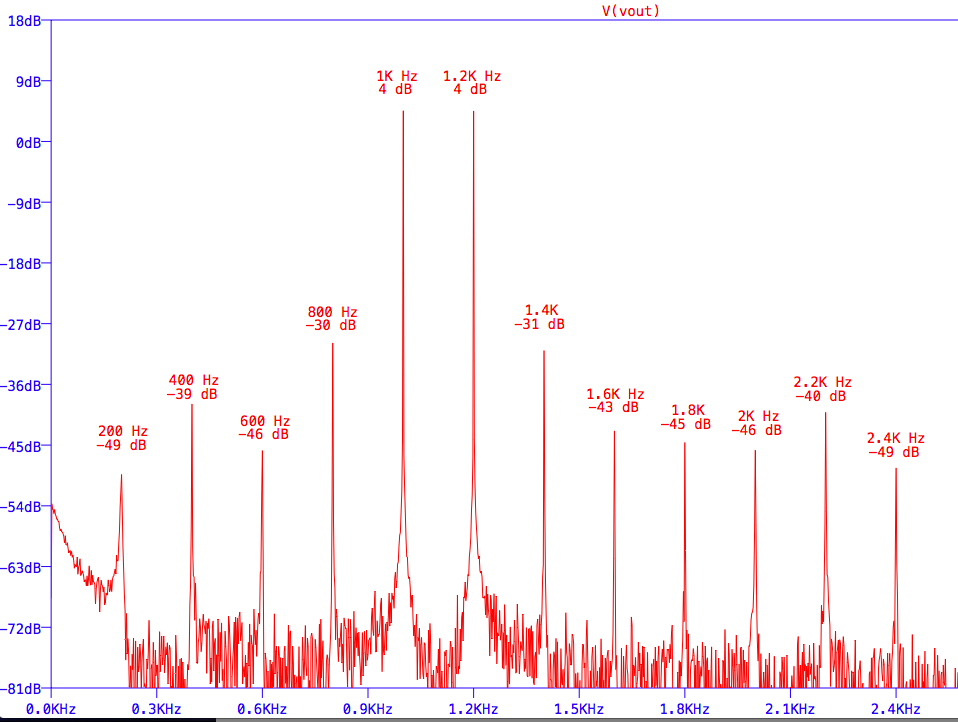 V(vout)
18dB
9dB
0dB
-9dB
-18dB
-27dB
-36dB
-45dB
-54dB
-63dB
-72dB
-81dB
1K Hz
4 dB
1.2K Hz
4 dB
800 Hz
-30 dB
1.4K
-31 dB
400 Hz
-39 dB
200 Hz
-49 dB
600 Hz
-46 dB
1.6K Hz
-43 dB
1.8K
-45 dB
2K Hz
-46 dB
2.2K Hz
-40 dB
2.4K Hz
-49 dB
0.0KHz 0.3KHz 0.6KHz 0.9KHz 1.2KHz 1.5KHz 1.8KHz 2.1KHz 2.4KHz